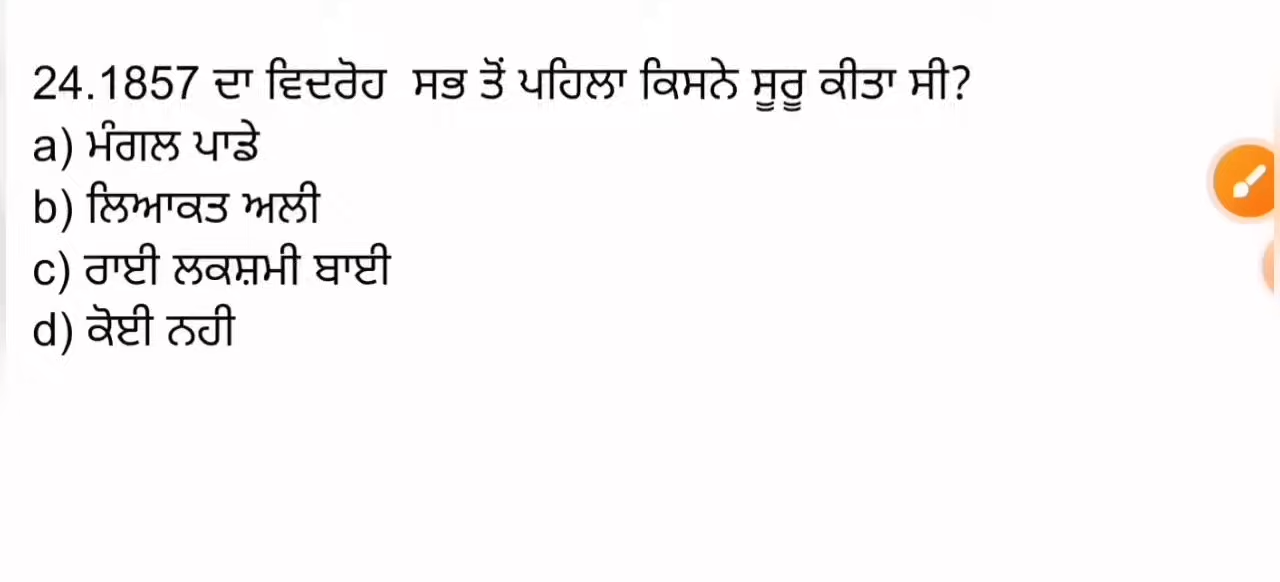 24.1857 ਦਾ ਵਿਦਰੋਹ  ਸਭ ਤੋਂ ਪਹਿਲਾ ਕਿਸਨੇ ਸੂਰੂ ਕੀਤਾ ਸੀ?
a) ਮੰਗਲ ਪਾਡੇ
b) ਲਿਆਕਤ ਅਲੀ
c) ਰਾਈ ਲਕਸ਼ਮੀ ਬਾਈ
d) ਕੋਈ ਨਹੀ